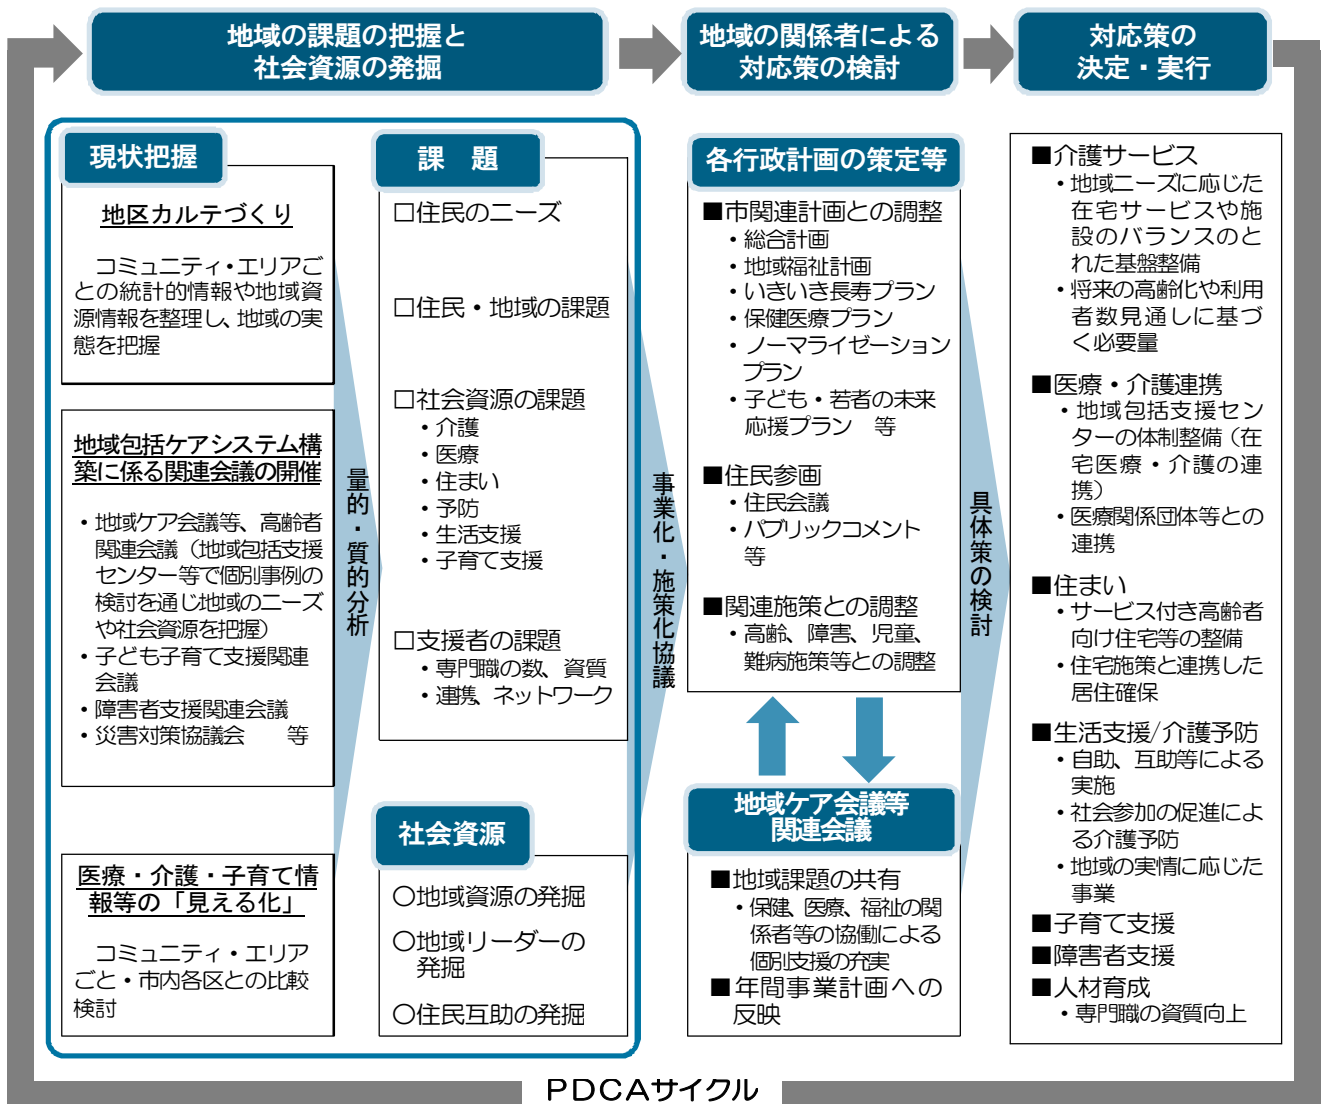 地域の課題の把握と
社会資源の発掘
地域の関係者による
対応策の検討
対応策の
決定・実行
現状把握
地区カルテづくり
コミュニティ・エリアご
との統計的情報や地域資
源情報を整理し、地域の実
態を把握
地域包括ケアシステム構
築に係る関連会議の開催
・地域ケア会議等、高齢者
関連会議（地域包括支援
センター等で個別事例の
検討を通じ地域のニーズ
や社会資源を把握）
・子ども子育て支援関連
会議
・障害者支援関連会議
・災害対策協議会　等
医療・介護・子育て情
報等の「見える化」
コミュニティ・エリア
ごと・市内各区との比較
検討
量的・質的分析
課　題
□住民のニーズ
□住民・地域の課題
□社会資源の課題
・介護
・医療
・住まい
・予防
・生活支援
・子育て支援
□支援者の課題
・専門職の数、資質
・連携、ネットワーク
社会資源
○地域資源の発掘
○地域リーダーの
発掘
○住民互助の発掘
事業化・施策化協議
各行政計画の策定等
■市関連計画との調整
・総合計画
・地域福祉計画
・いきいき長寿プラン
・保健医療プラン
・ノーマライゼーション
プラン
・子ども・若者の未来
応援プラン　等
■住民参画
・住民会議
・パブリックコメント
等
■関連施策との調整
・高齢、障害、児童、
難病施策等との調整
地域ケア会議等
関連会議
■地域課題の共有
・保健、医療、福祉の関
係者等の協働による
個別支援の充実
■年間事業計画への
反映
具体策の検討
■介護サービス
・地域ニーズに応じた
在宅サービスや施
設のバランスのと
れた基盤整備
・将来の高齢化や利用
者数見通しに基づ
く必要量
■医療・介護連携
・地域包括支援セン
ターの体制整備（在
宅医療・介護の連
携）
・医療関係団体等との
連携
■住まい
・サービス付き高齢者
向け住宅等の整備
・住宅施策と連携した
居住確保
■生活支援/介護予防
・自助、互助等による
実施
・社会参加の促進によ
る介護予防
・地域の実情に応じた
事業
■子育て支援
■障害者支援
■人材育成
・専門職の資質向上
PDCAサイクル